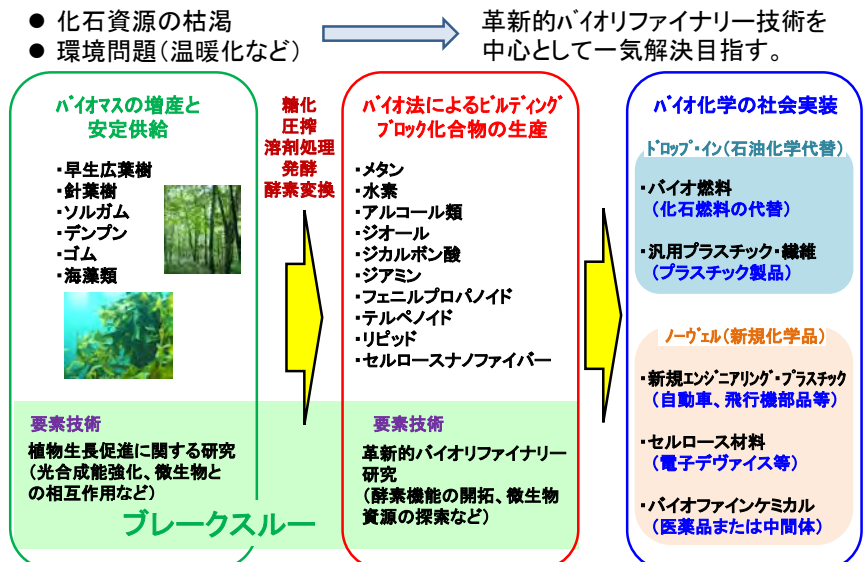 ● 化石資源の枯渇
● 環境問題(温暖化など)
革新的バイオリファイナリー技術を
中心として一気解決目指す。
バイオマスの増産と
安定供給
・早生広葉樹
・針葉樹
・ソルガム
・デンプン
・ゴム
・海藻類
要素技術
植物生長促進に関する研究
(光合成能強化、微生物と
の相互作用など)
糖化
圧搾
溶剤処理
発酵
酵素変換
バイオ法によるビルディング
ブロック化合物の生産
・メタン
・水素
・アルコール類
・ジオール
・ジカルボン酸
・ジアミン
・フェニルプロパノイド
・テルペノイド
・リピッド
・セルロースナノファイバー
要素技術
革新的バイオリファイナリー
研究
(酵素機能の開拓、微生物
資源の探索など)
ブレークスルー
バイオ化学の社会実装
ドロップ・イン(石油化学代替)
・バイオ燃料
(化石燃料の代替)
・汎用プラスチック・繊維
(プラスチック製品)
ノーヴェル(新規化学品)
・新規エンジニアリング・プラスチック
(自動車、飛行機部品等)
・セルロース材料
(電子デヴァイス等)
・バイオファインケミカル
(医薬品または中間体)